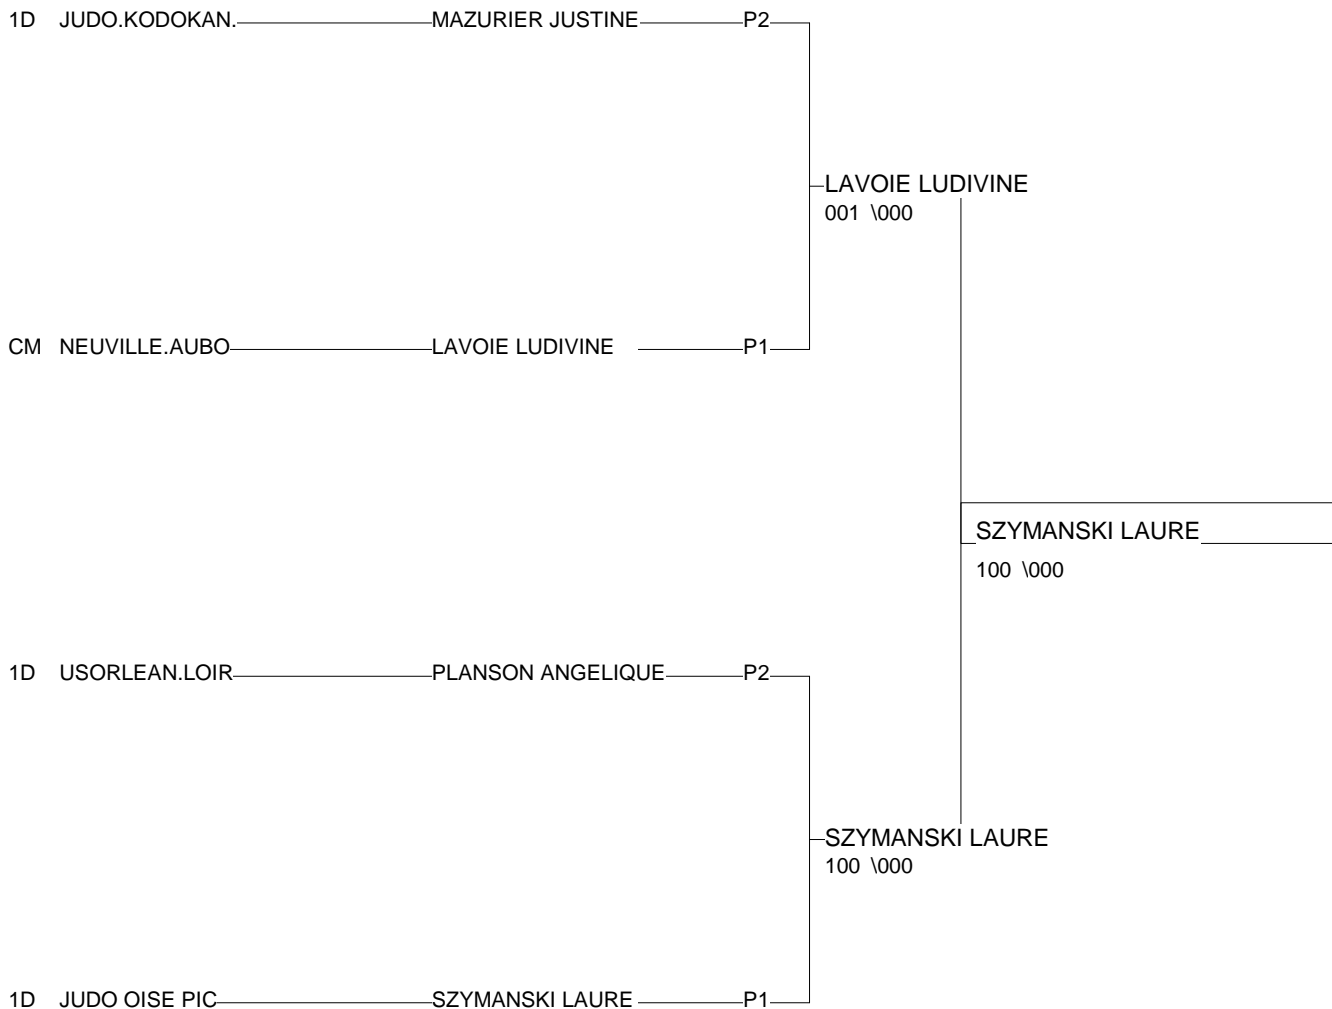 1D JUDO.KODOKAN. MAZURIER JUSTINE P2
LAVOIE LUDIVINE
001 \000
CM NEUVILLE.AUBO LAVOIE LUDIVINE P1
SZYMANSKI LAURE
100 \000
1D USORLEAN.LOIR PLANSON ANGELIQUE P2
SZYMANSKI LAURE
100 \000
1D JUDO OISE PIC SZYMANSKI LAURE P1